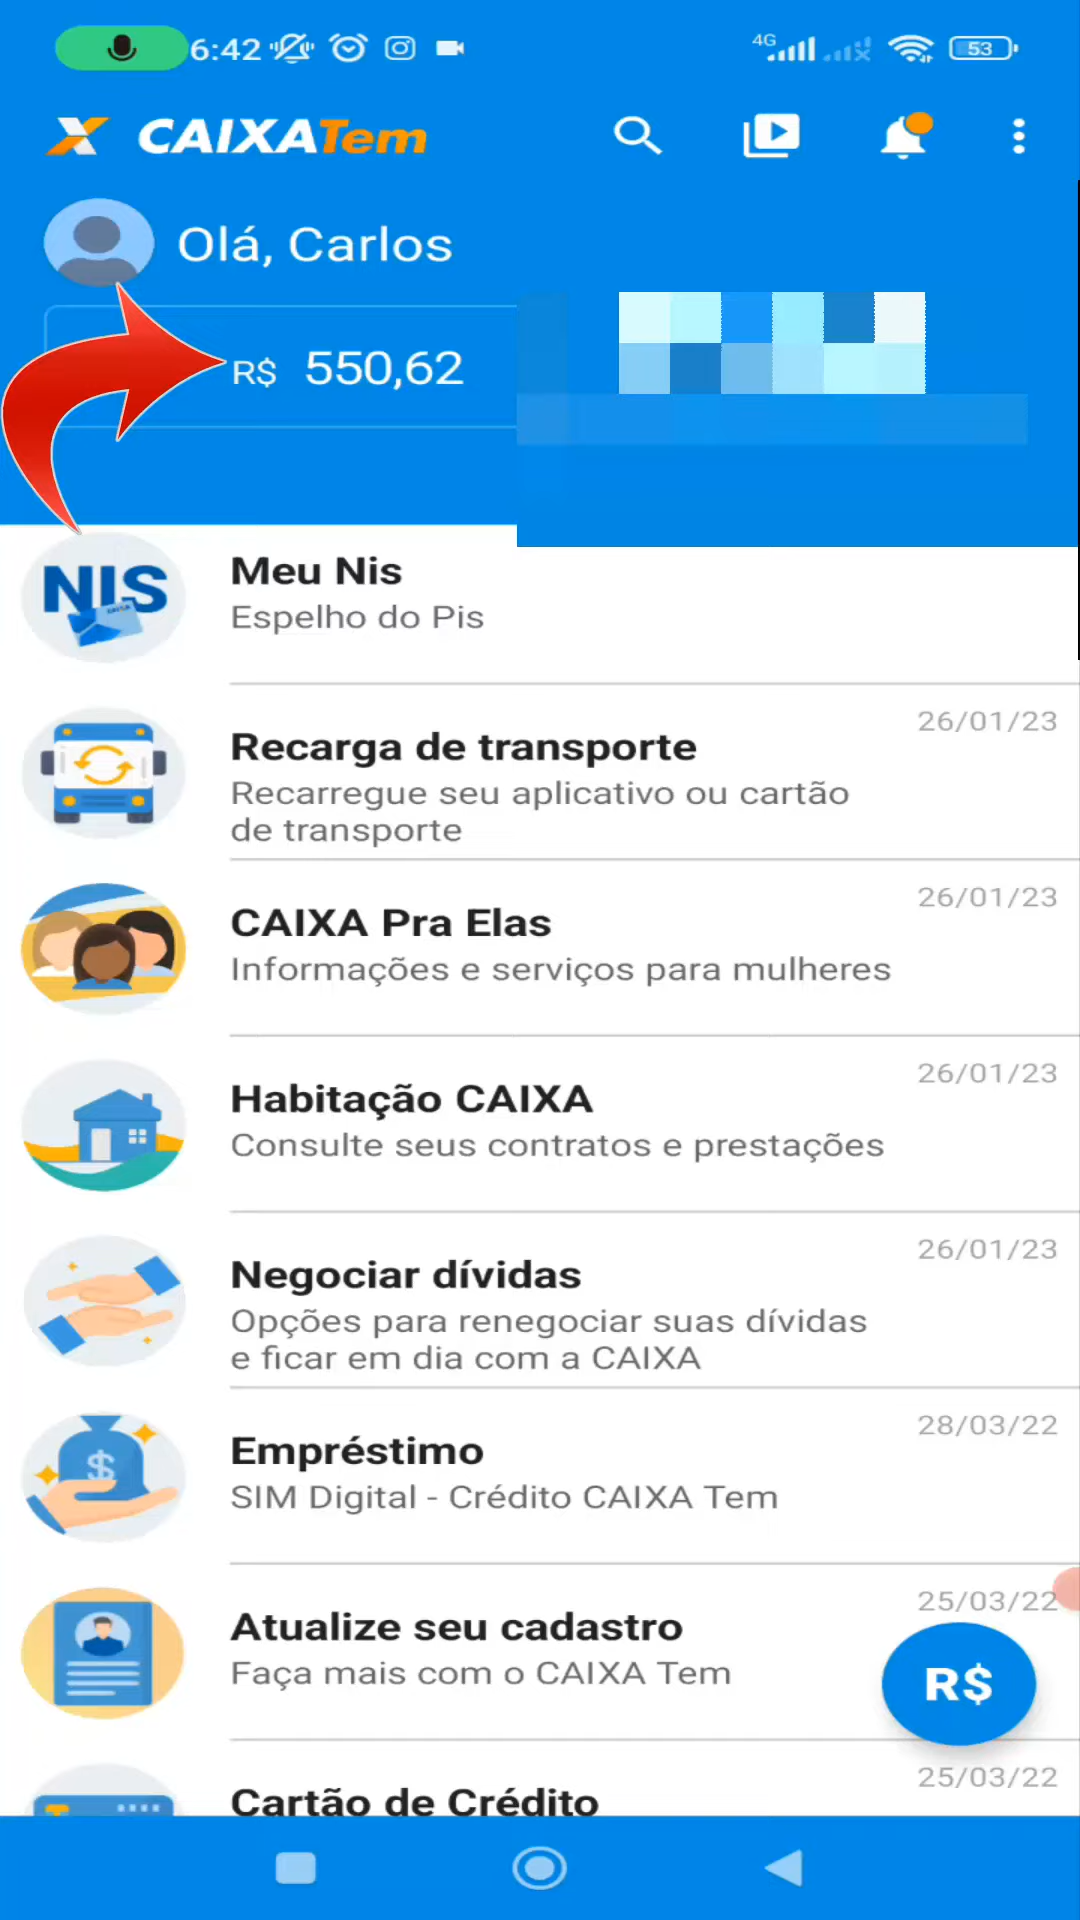 6:42
4G
53
CAIXATem
Olá, Carlos
R$ 550,62
NIS
Meu Nis
Espelho do Pis
26/01/23
Recarga de transporte
Recarregue seu aplicativo ou cartão
de transporte
26/01/23
CAIXA Pra Elas
Informações e serviços para mulheres
26/01/23
Habitação CAIXA
Consulte seus contratos e prestações
26/01/23
Negociar dívidas
Opções para renegociar suas dívidas
e ficar em dia com a CAIXA
28/03/22
Empréstimo
SIM Digital - Crédito CAIXA Tem
25/03/22
Atualize seu cadastro
Faça mais com o CAIXA Tem
R$
25/03/22
Cartão de Crédito